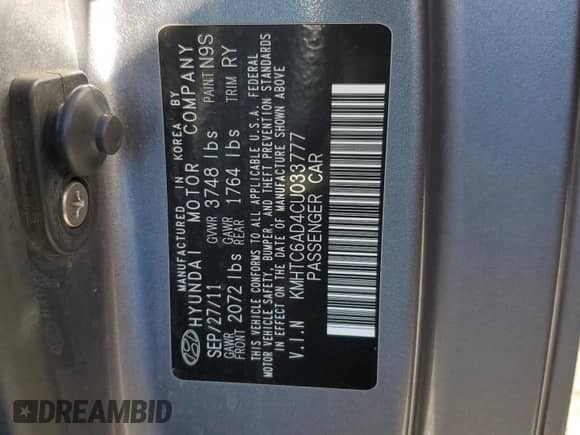 MANUFACTURED IN KOREA BY
HYUNDAI MOTOR COMPANY
SEP/27/11 GVWR 3748 lbs PAINT N9S
GAWR FRONT 2072 lbs GAWR REAR 1764 lbs TRIM RY
THIS VEHICLE CONFORMS TO ALL APPLICABLE U.S.A. FEDERAL
MOTOR VEHICLE SAFETY, BUMPER, AND THEFT PREVENTION STANDARDS
IN EFFECT ON THE DATE OF MANUFACTURE SHOWN ABOVE
V.I.N KMHTC6AD4CU033777
PASSENGER CAR
DREAMBID